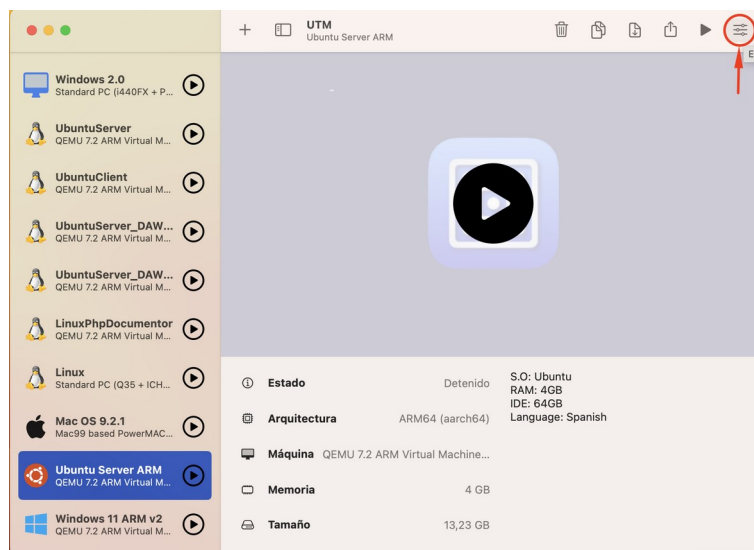 UTM
Ubuntu Server ARM
E
Windows 2.0
Standard PC (i440FX + P...
UbuntuServer
QEMU 7.2 ARM Virtual M...
UbuntuClient
QEMU 7.2 ARM Virtual M...
UbuntuServer_DAW...
QEMU 7.2 ARM Virtual M...
UbuntuServer_DAW...
QEMU 7.2 ARM Virtual M...
LinuxPhpDocumentor
QEMU 7.2 ARM Virtual M...
Linux
Standard PC (Q35 + ICH...
Mac OS 9.2.1
Mac99 based PowerMAC...
Ubuntu Server ARM
QEMU 7.2 ARM Virtual M...
Windows 11 ARM v2
QEMU 7.2 ARM Virtual M...
Estado Detenido
Arquitectura ARM64 (aarch64)
Máquina QEMU 7.2 ARM Virtual Machine...
Memoria 4 GB
Tamaño 13,23 GB
S.O: Ubuntu
RAM: 4GB
IDE: 64GB
Language: Spanish